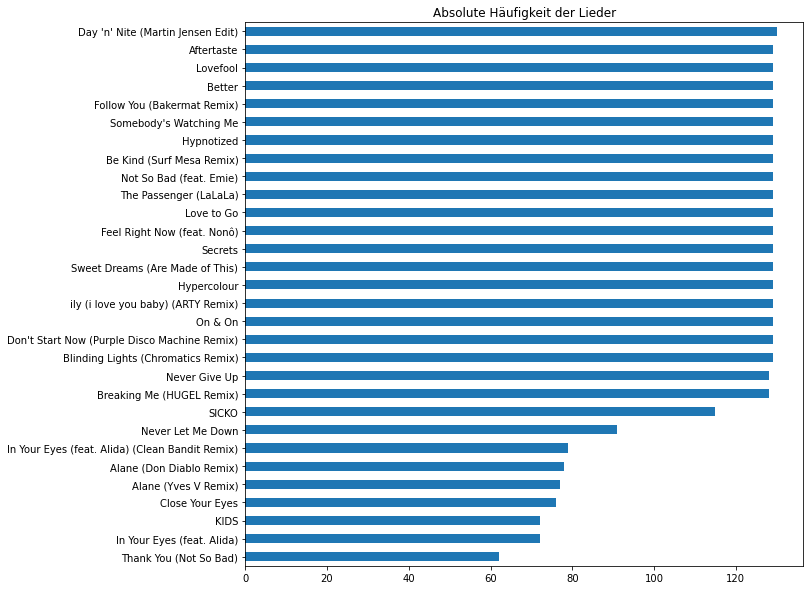 Absolute Häufigkeit der Lieder
Day 'n' Nite (Martin Jensen Edit)
Aftertaste
Lovefool
Better
Follow You (Bakermat Remix)
Somebody's Watching Me
Hypnotized
Be Kind (Surf Mesa Remix)
Not So Bad (feat. Emie)
The Passenger (LaLaLa)
Love to Go
Feel Right Now (feat. Nonô)
Secrets
Sweet Dreams (Are Made of This)
Hypercolour
ily (i love you baby) (ARTY Remix)
On & On
Don't Start Now (Purple Disco Machine Remix)
Blinding Lights (Chromatics Remix)
Never Give Up
Breaking Me (HUGEL Remix)
SICKO
Never Let Me Down
In Your Eyes (feat. Alida) (Clean Bandit Remix)
Alane (Don Diablo Remix)
Alane (Yves V Remix)
Close Your Eyes
KIDS
In Your Eyes (feat. Alida)
Thank You (Not So Bad)
0 20 40 60 80 100 120